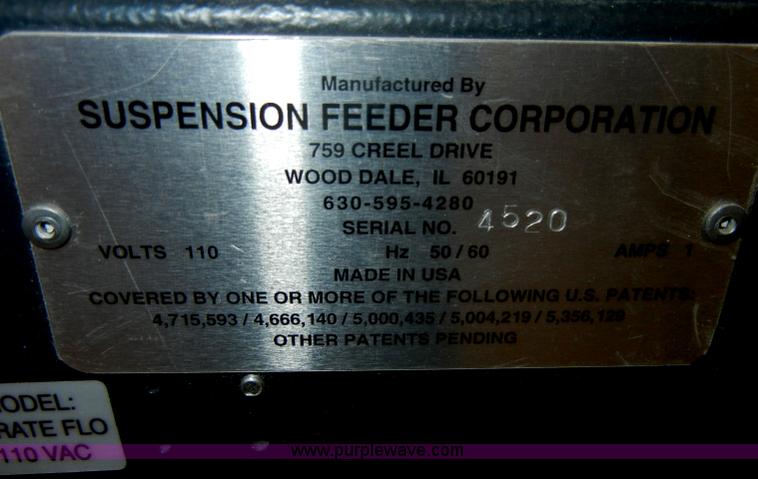 Manufactured By
SUSPENSION FEEDER CORPORATION
759 CREEL DRIVE
WOOD DALE, IL 60191
630-595-4280
SERIAL NO. 4520
VOLTS 110 Hz 50/60 AMPS 1
MADE IN USA
COVERED BY ONE OR MORE OF THE FOLLOWING U.S. PATENTS:
4,715,593 / 4,666,140 / 5,000,435 / 5,004,219 / 5,356,129
OTHER PATENTS PENDING
ODEL:
RATE FLO
110 VAC
www.purplewave.com